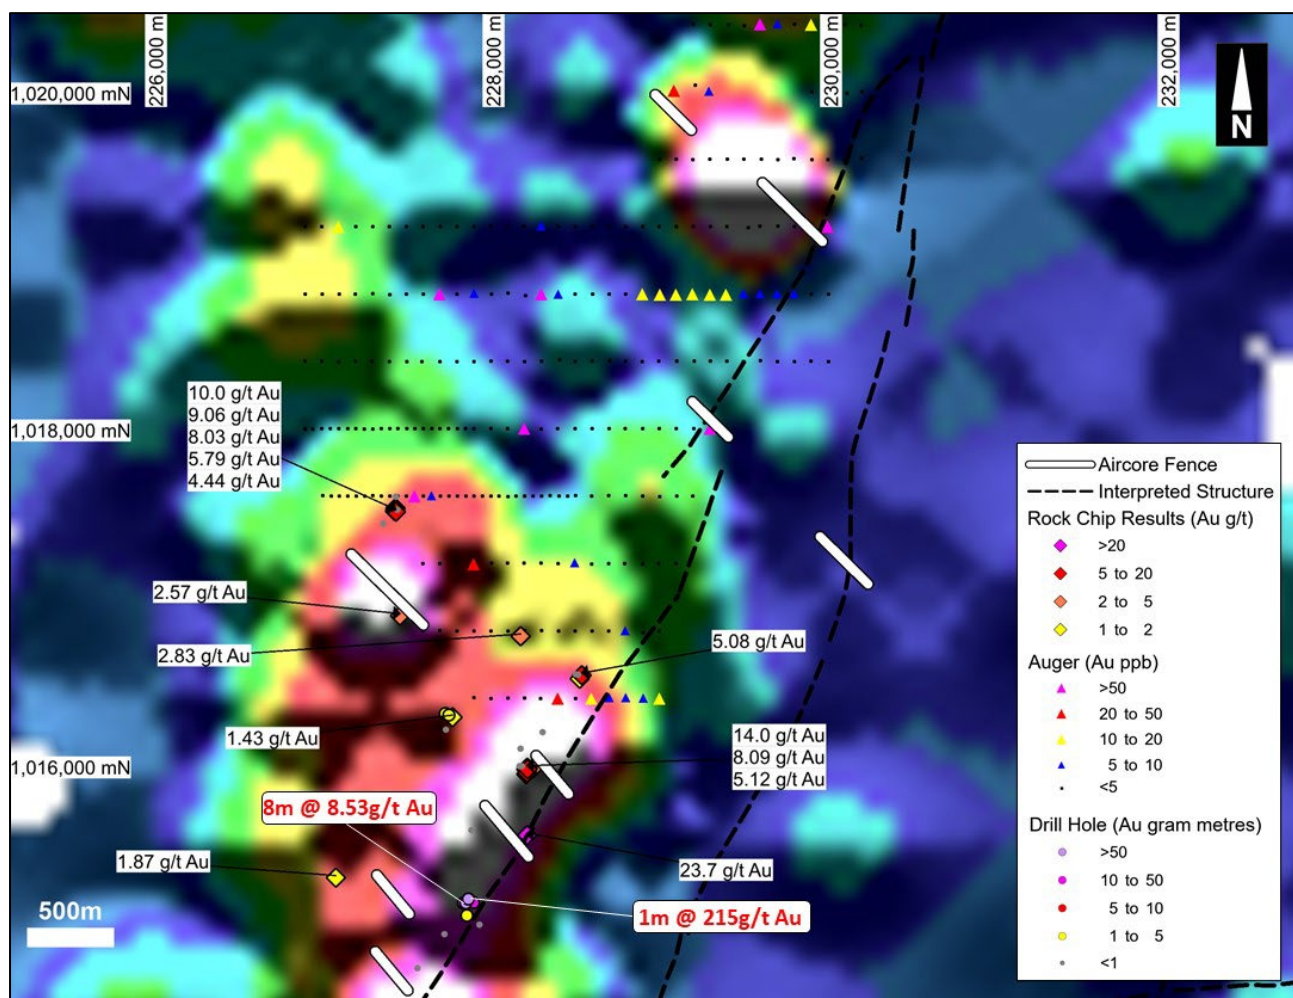 226,000 m
228,000 m
230,000 m
232,000 m
N
1,020,000 mN
10.0 g/t Au
9.06 g/t Au
8.03 g/t Au
5.79 g/t Au
4.44 g/t Au
1,018,000 mN
2.57 g/t Au
2.83 g/t Au
5.08 g/t Au
1.43 g/t Au
14.0 g/t Au
8.09 g/t Au
5.12 g/t Au
1,016,000 mN
8m @ 8.53g/t Au
1.87 g/t Au
23.7 g/t Au
1m @ 215g/t Au
500m
Aircore Fence
Interpreted Structure
Rock Chip Results (Au g/t)
>20
5 to 20
2 to 5
1 to 2
Auger (Au ppb)
>50
20 to 50
10 to 20
5 to 10
<5
Drill Hole (Au gram metres)
>50
10 to 50
5 to 10
1 to 5
<1